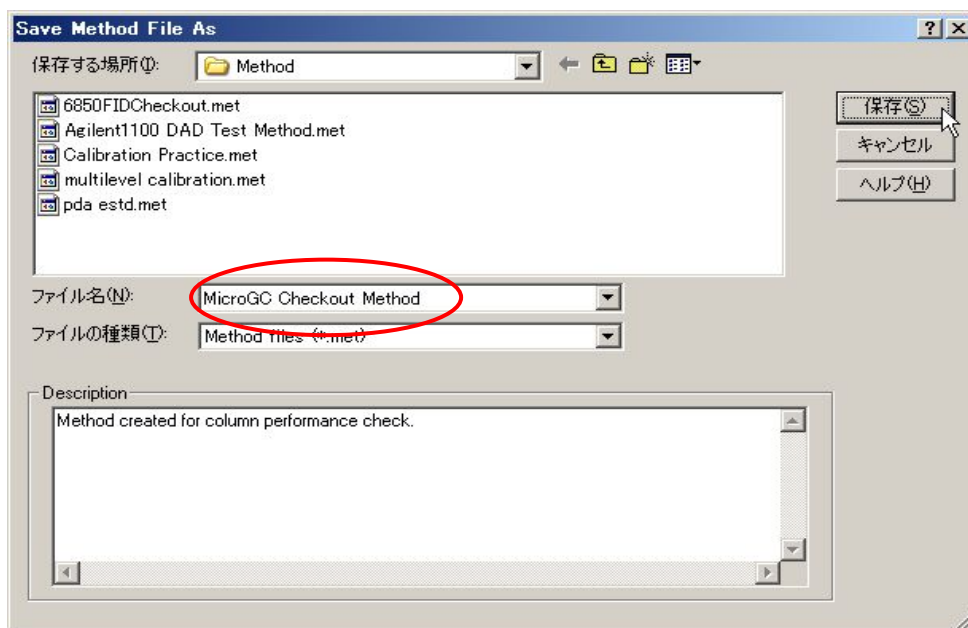 Save Method File As
保存する場所(I):
Method
6850FIDCheckout.met
Agilent1100 DAD Test Method.met
Calibration Practice.met
multilevel calibration.met
pda estd.met
保存(S)
キャンセル
ヘルプ(H)
ファイル名(N):
MicroGC Checkout Method
ファイルの種類(T):
Method files (*.met)
Description
Method created for column performance check.